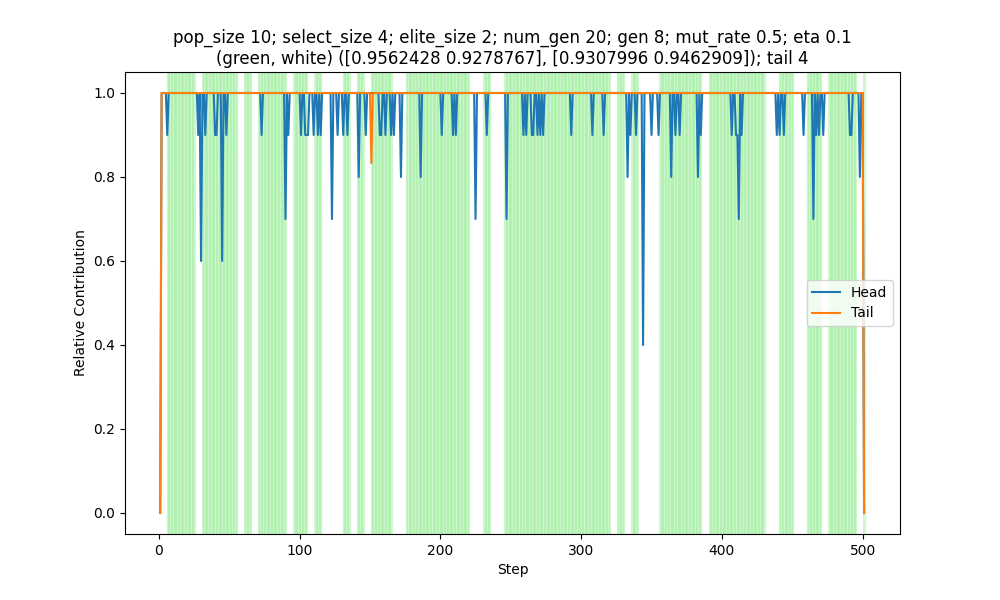 pop_size 10; select_size 4; elite_size 2; num_gen 20; gen 8; mut_rate 0.5; eta 0.1
(green, white) ([0.9562428 0.9278767], [0.9307996 0.9462909]); tail 4
1.0
0.8
0.6
0.4
0.2
0.0
Relative Contribution
Head
Tail
0
100
200
300
400
500
Step